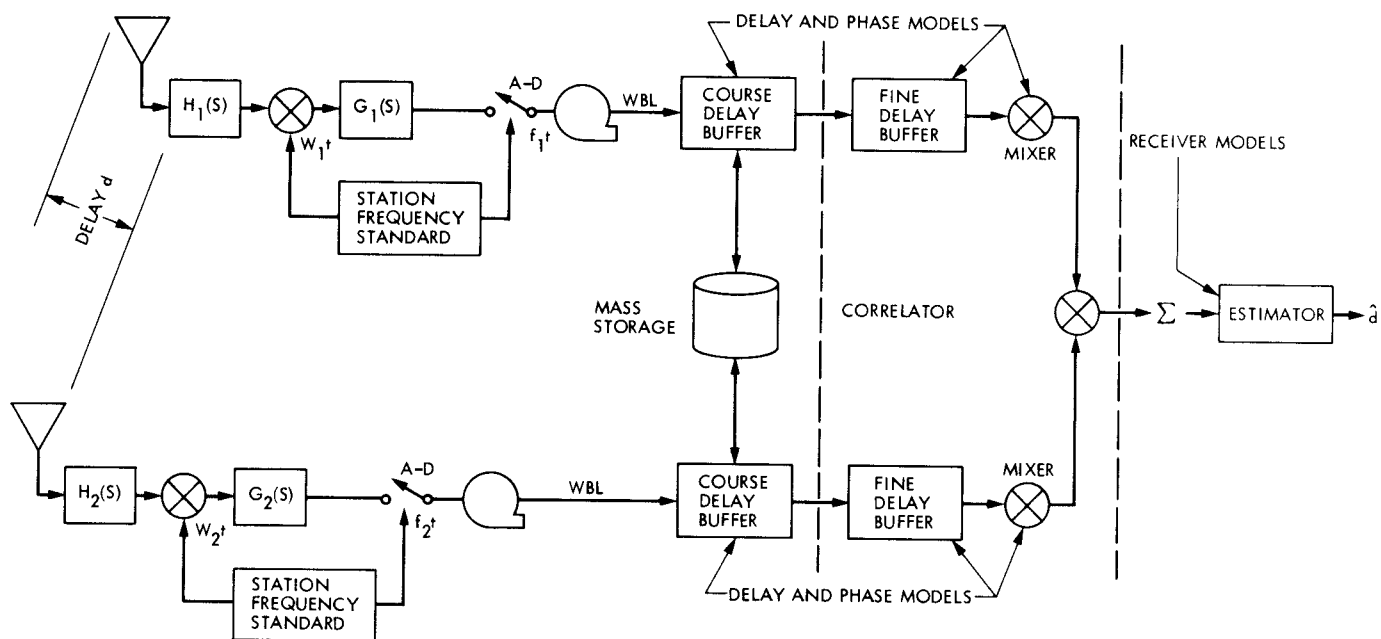 DELAY AND PHASE MODELS
H₁(S)
G₁(S)
A-D
W₁t
f₁t
WBL
COURSE
DELAY
BUFFER
FINE
DELAY
BUFFER
MIXER
RECEIVER MODELS
STATION
FREQUENCY
STANDARD
DELAY d
MASS
STORAGE
CORRELATOR
Σ
ESTIMATOR
d̂
H₂(S)
G₂(S)
A-D
W₂t
f₂t
WBL
COURSE
DELAY
BUFFER
FINE
DELAY
BUFFER
MIXER
STATION
FREQUENCY
STANDARD
DELAY AND PHASE MODELS